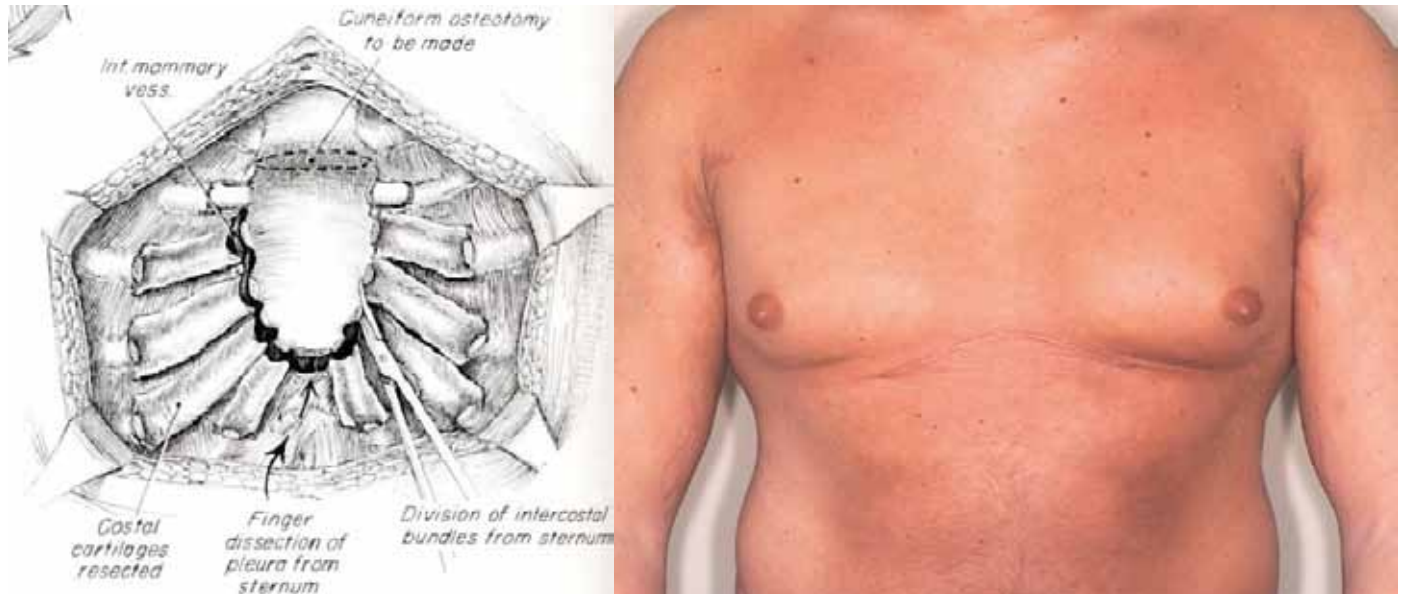 Cuneiform osteotomy
to be made
Int. mammary
vess.
Costal
cartilages
resected
Finger
dissection of
pleura from
sternum
Division of intercostal
bundles from sternum